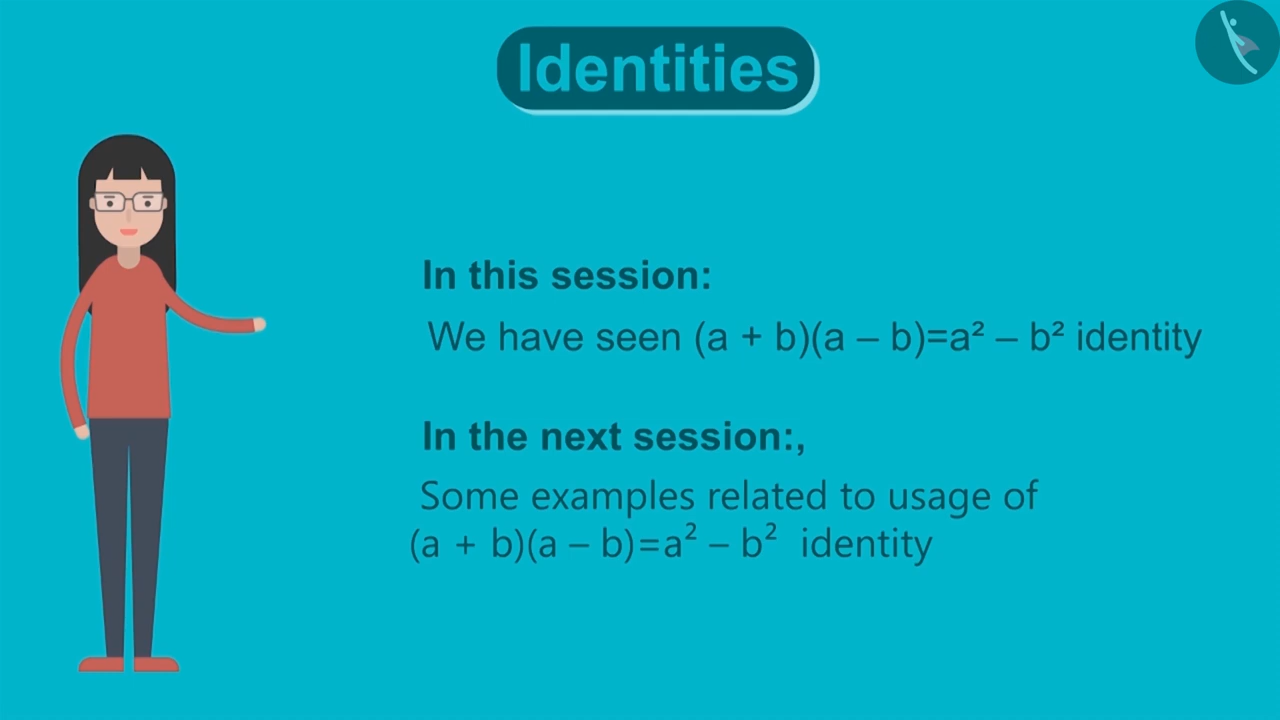 Identities
In this session:
We have seen (a + b)(a – b)=a² – b² identity
In the next session:,
Some examples related to usage of
(a + b)(a – b)=a² – b² identity